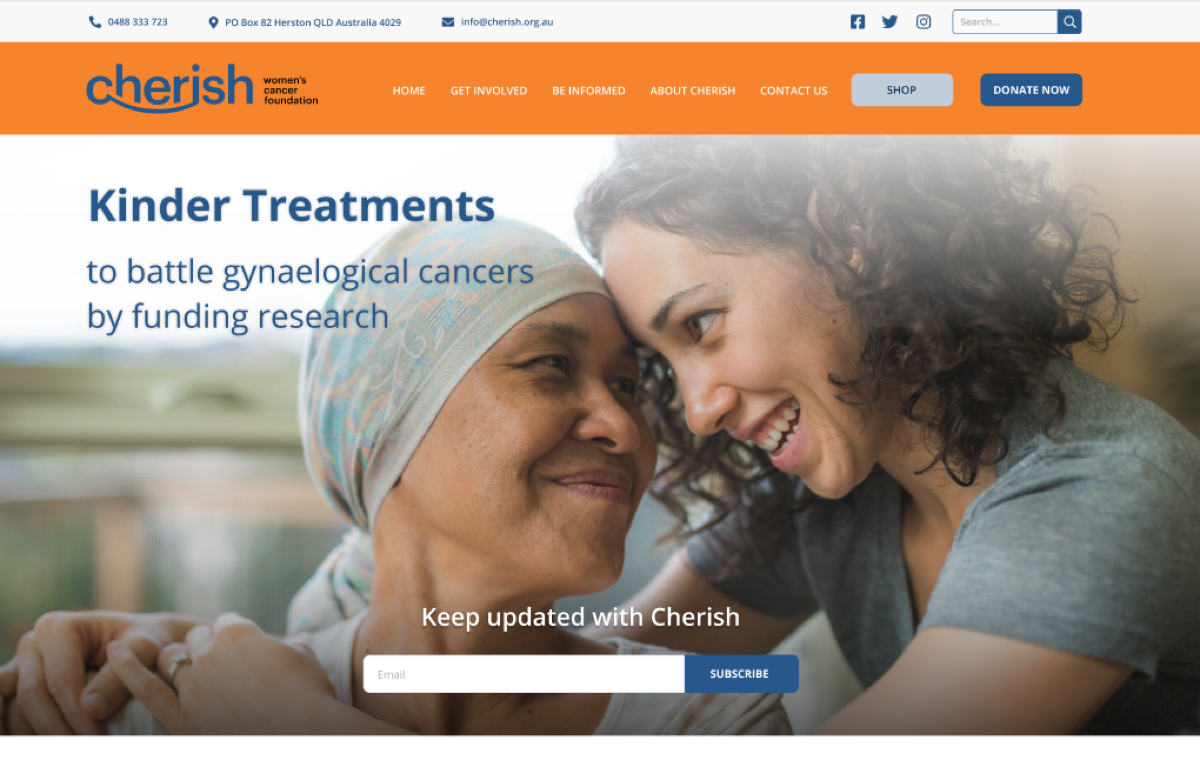 0488 333 723
PO Box 82 Herston QLD Australia 4029
info@cherish.org.au
Search...
cherish
women's
cancer
foundation
HOME
GET INVOLVED
BE INFORMED
ABOUT CHERISH
CONTACT US
SHOP
DONATE NOW
Kinder Treatments
to battle gynaelogical cancers
by funding research
Keep updated with Cherish
Email
SUBSCRIBE